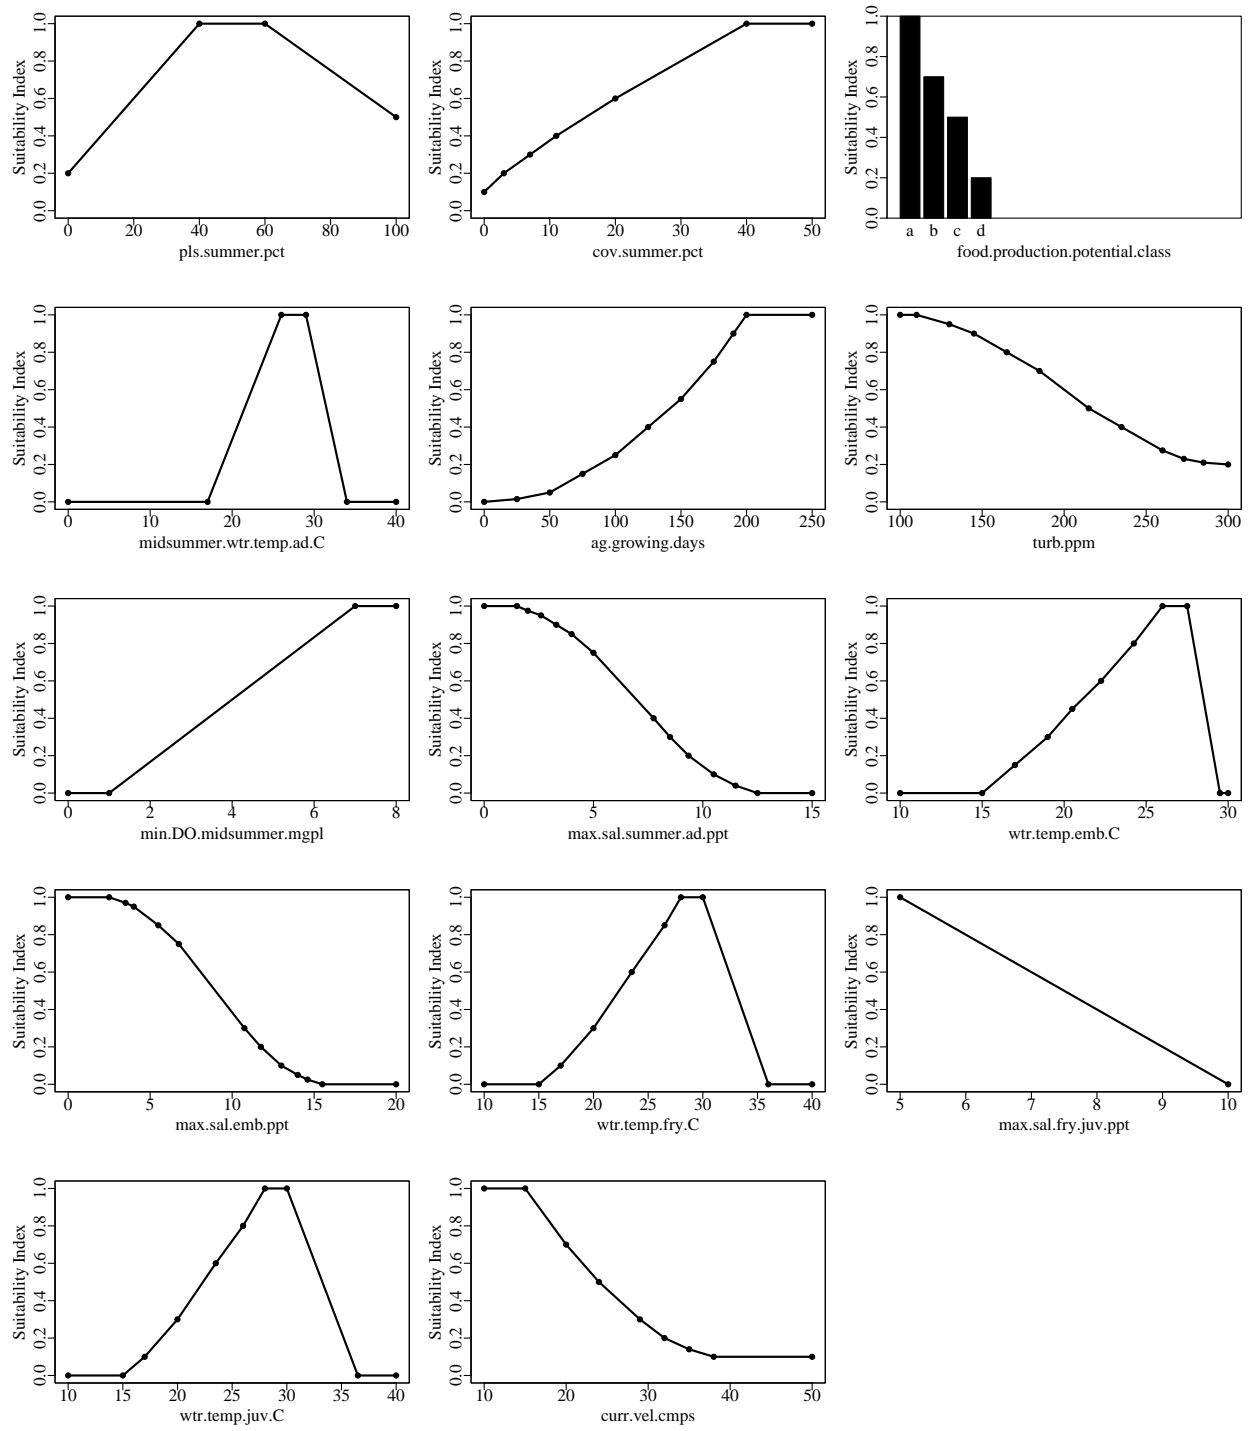 Suitability Index
0.0 0.2 0.4 0.6 0.8 1.0
0 20 40 60 80 100
pls.summer.pct
Suitability Index
0.0 0.2 0.4 0.6 0.8 1.0
0 10 20 30 40 50
cov.summer.pct
Suitability Index
0.0 0.2 0.4 0.6 0.8 1.0
a b c d
food.production.potential.class
Suitability Index
0.0 0.2 0.4 0.6 0.8 1.0
0 10 20 30 40
midsummer.wtr.temp.ad.C
Suitability Index
0.0 0.2 0.4 0.6 0.8 1.0
0 50 100 150 200 250
ag.growing.days
Suitability Index
0.0 0.2 0.4 0.6 0.8 1.0
100 150 200 250 300
turb.ppm
Suitability Index
0.0 0.2 0.4 0.6 0.8 1.0
0 2 4 6 8
min.DO.midsummer.mgpl
Suitability Index
0.0 0.2 0.4 0.6 0.8 1.0
0 5 10 15
max.sal.summer.ad.ppt
Suitability Index
0.0 0.2 0.4 0.6 0.8 1.0
10 15 20 25 30
wtr.temp.emb.C
Suitability Index
0.0 0.2 0.4 0.6 0.8 1.0
0 5 10 15 20
max.sal.emb.ppt
Suitability Index
0.0 0.2 0.4 0.6 0.8 1.0
10 15 20 25 30 35 40
wtr.temp.fry.C
Suitability Index
0.0 0.2 0.4 0.6 0.8 1.0
5 6 7 8 9 10
max.sal.fry.juv.ppt
Suitability Index
0.0 0.2 0.4 0.6 0.8 1.0
10 15 20 25 30 35 40
wtr.temp.juv.C
Suitability Index
0.0 0.2 0.4 0.6 0.8 1.0
10 20 30 40 50
curr.vel.cmps